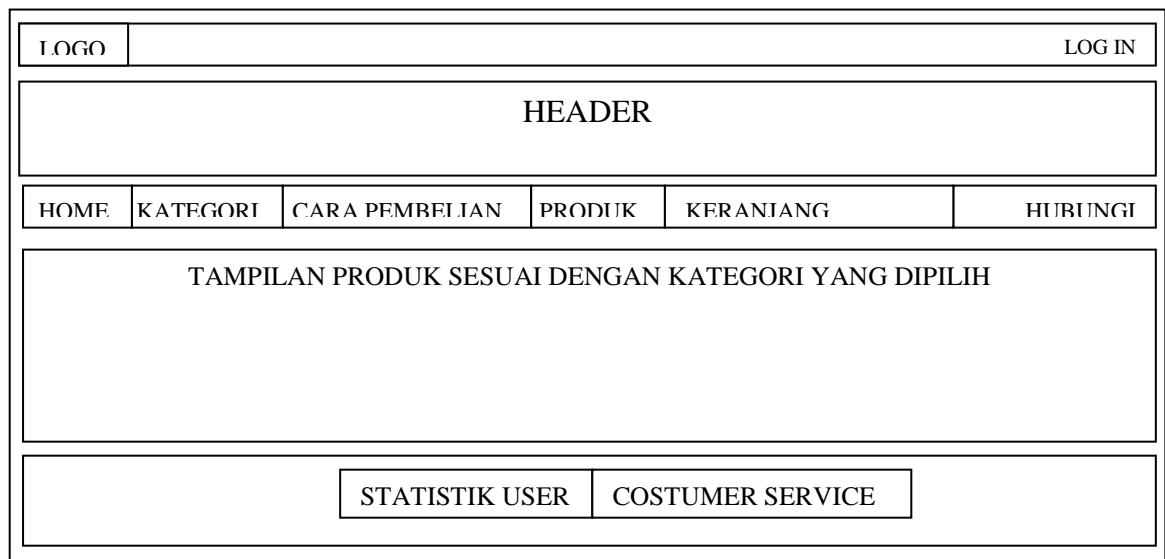 LOGO LOG IN
HEADER
HOME KATEGORI CARA PEMBELIAN PRODUK KERANJANG HUBUNGI
TAMPILAN PRODUK SESUAI DENGAN KATEGORI YANG DIPILIH
STATISTIK USER COSTUMER SERVICE